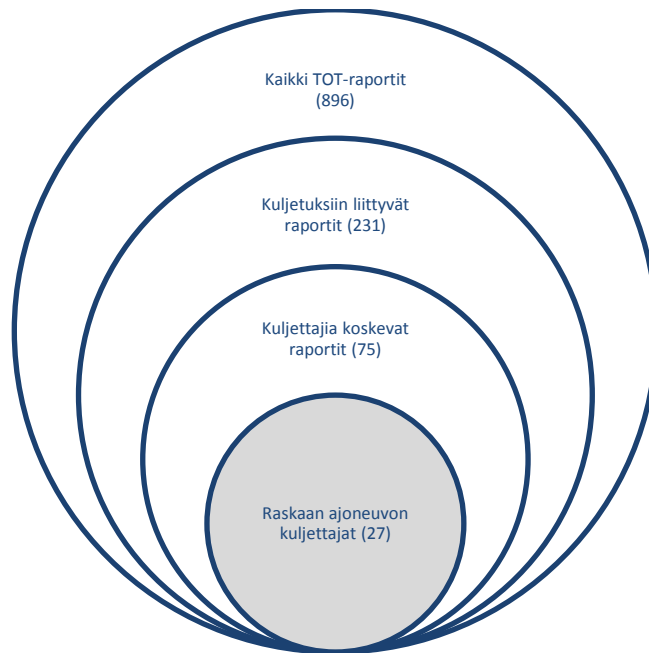 Kaikki TOT-raportit
(896)
Kuljetuksiin liittyvät
raportit (231)
Kuljettajia koskevat
raportit (75)
Raskaan ajoneuvon
kuljettajat (27)